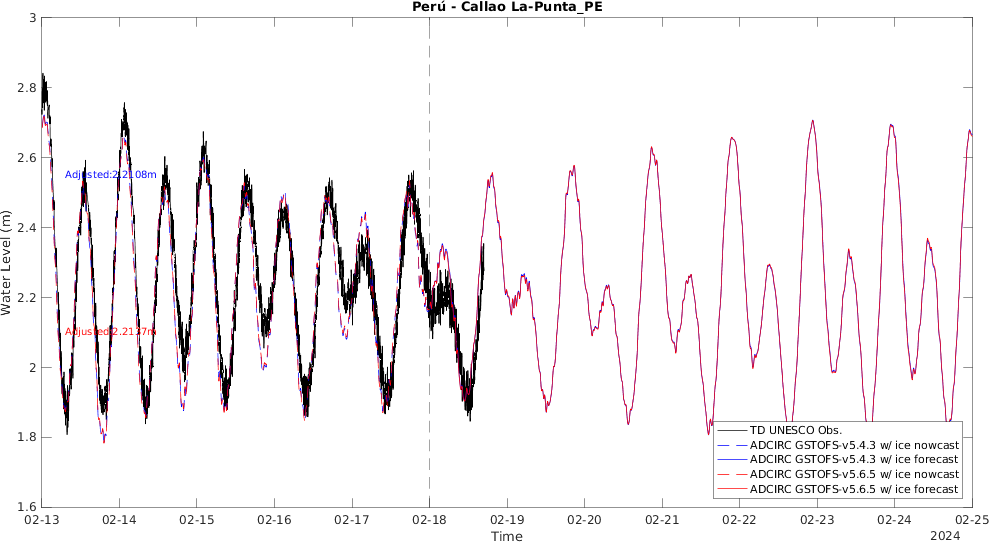 Perú - Callao La-Punta_PE
3
2.8
2.6
2.4
2.2
2
1.8
1.6
Water Level (m)
Adjusted:2.2108m
Adjusted:2.2137m
TD UNESCO Obs.
ADCIRC GSTOFS-v5.4.3 w/ ice nowcast
ADCIRC GSTOFS-v5.4.3 w/ ice forecast
ADCIRC GSTOFS-v5.6.5 w/ ice nowcast
ADCIRC GSTOFS-v5.6.5 w/ ice forecast
02-13 02-14 02-15 02-16 02-17 02-18 02-19 02-20 02-21 02-22 02-23 02-24 02-25
Time
2024